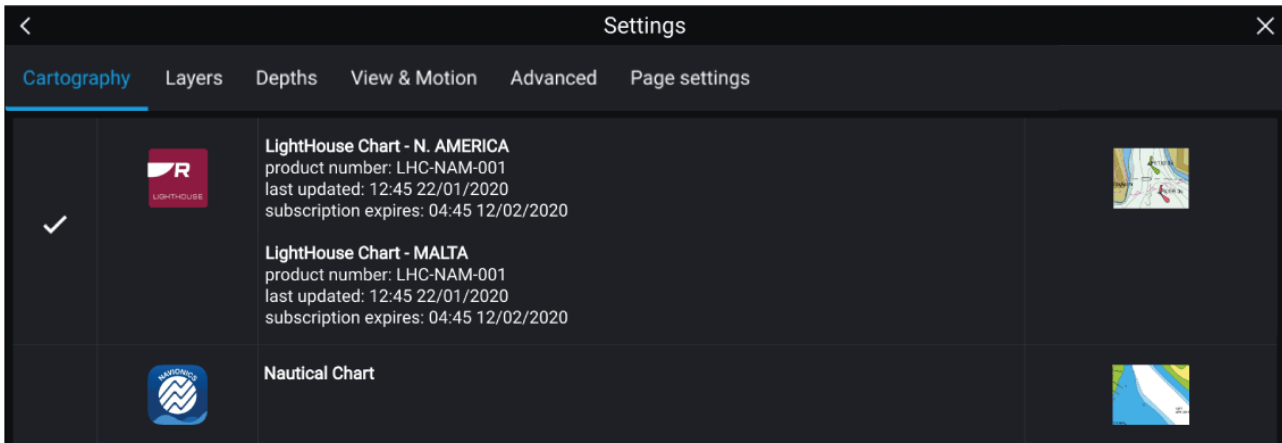 Settings
Cartography Layers Depths View & Motion Advanced Page settings
R
LIGHTHOUSE
LightHouse Chart - N. AMERICA
product number: LHC-NAM-001
last updated: 12:45 22/01/2020
subscription expires: 04:45 12/02/2020
LightHouse Chart - MALTA
product number: LHC-NAM-001
last updated: 12:45 22/01/2020
subscription expires: 04:45 12/02/2020
NAVIONICS
Nautical Chart